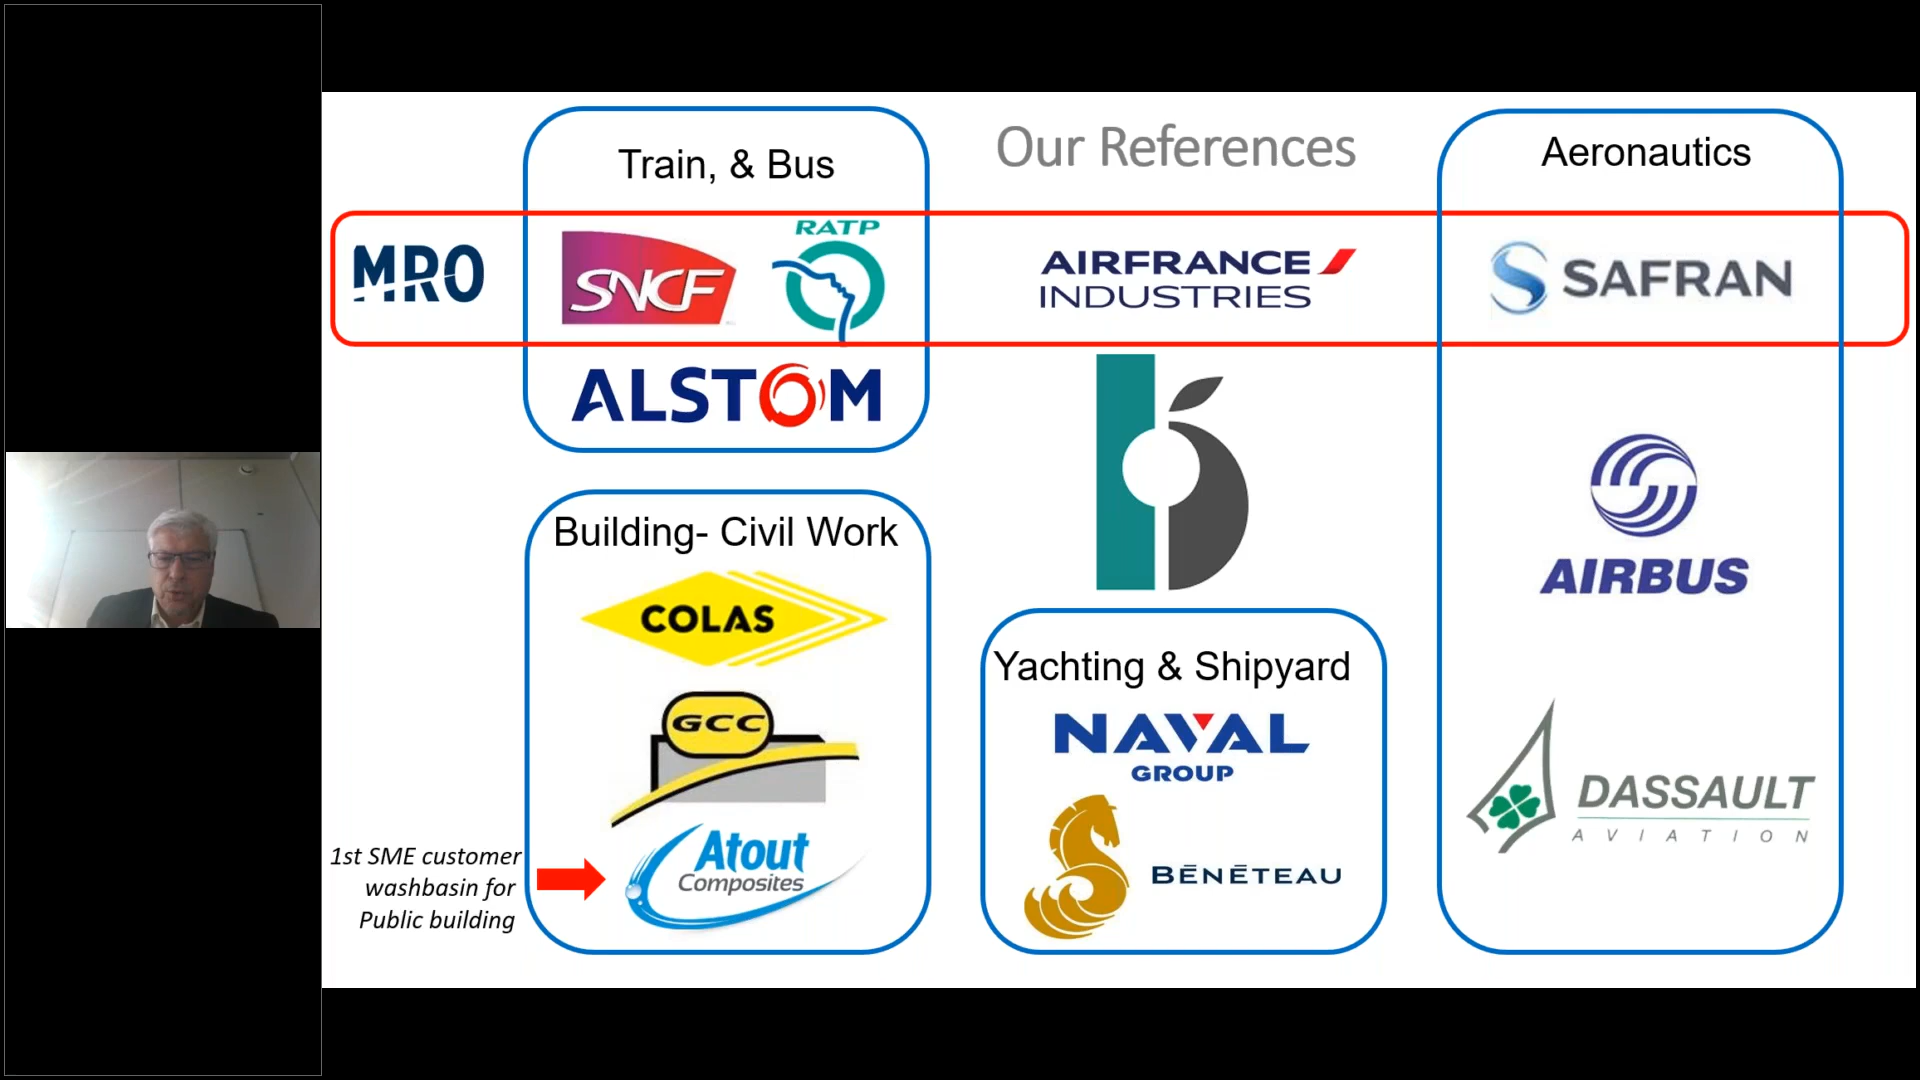 Our References
Train, & Bus
Aeronautics
MRO
SNCF
RATP
AIRFRANCE
INDUSTRIES
SAFRAN
ALSTOM
Building- Civil Work
COLAS
GCC
1st SME customer
washbasin for
Public building
Atout
Composites
Yachting & Shipyard
NAVAL
GROUP
BĒNĒTEAU
AIRBUS
DASSAULT
AVIATION